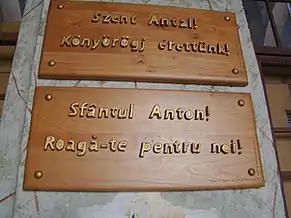 Szent Antal!
Könyörögj érettünk!
Sfântul Anton!
Roagă-te pentru noi!